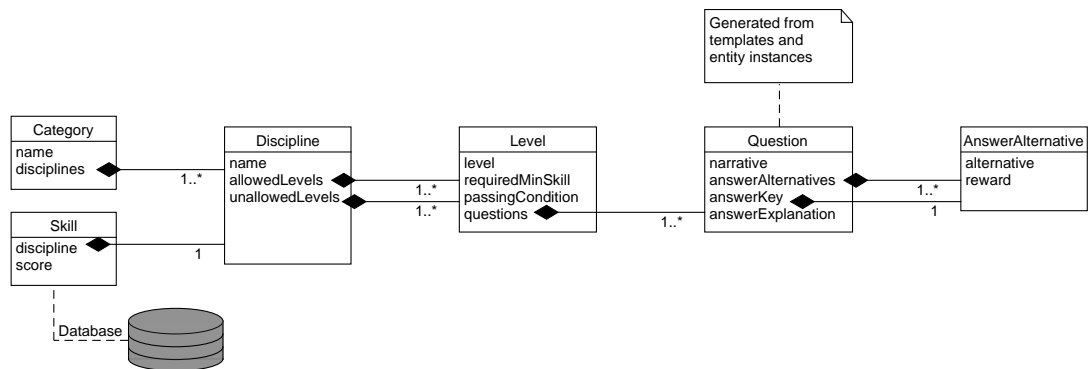 Generated from
templates and
entity instances
Category
name
disciplines
1..*
Discipline
name
allowedLevels
unallowedLevels
1..*
1..*
Level
level
requiredMinSkill
passingCondition
questions
1..*
Question
narrative
answerAlternatives
answerKey
answerExplanation
1..*
1
AnswerAlternative
alternative
reward
Skill
discipline
score
1
Database